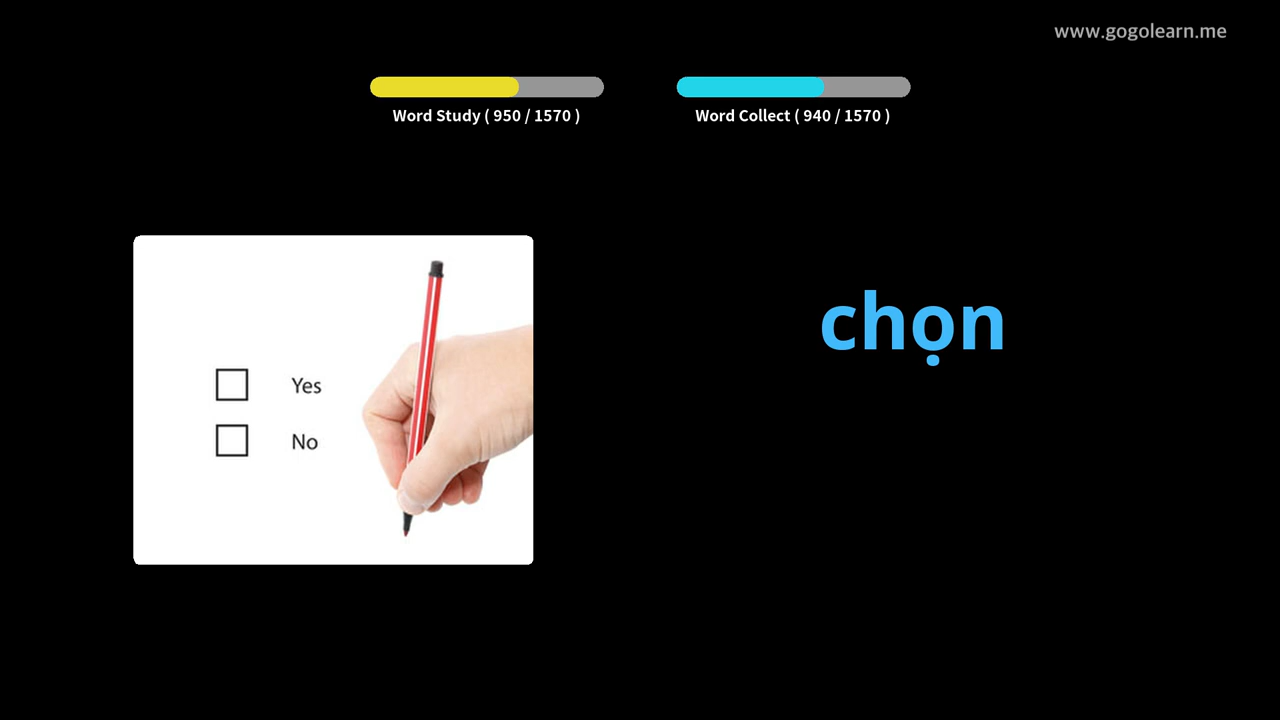 www.gogolearn.me
Word Study ( 950 / 1570 )
Word Collect ( 940 / 1570 )
chọn
Yes
No